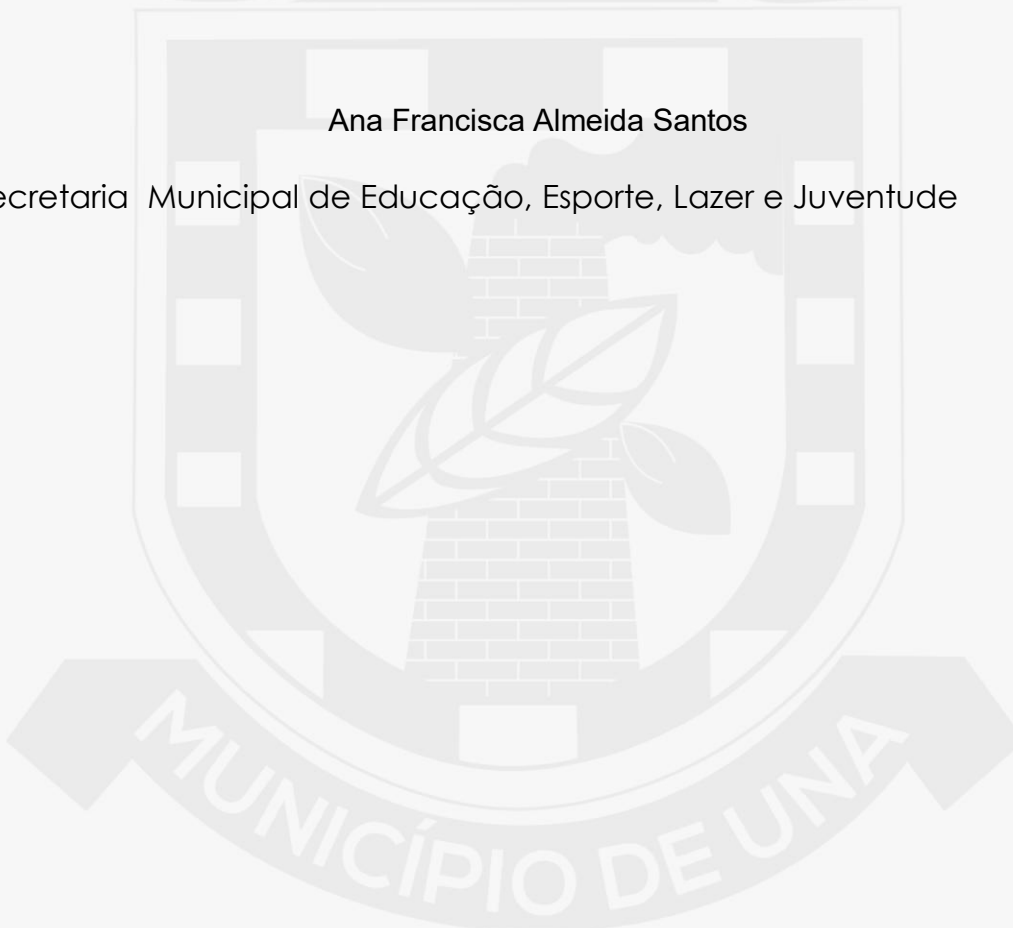 Ana Francisca Almeida Santos
ecretaria Municipal de Educação, Esporte, Lazer e Juventude
MUNICÍPIO DE UNA